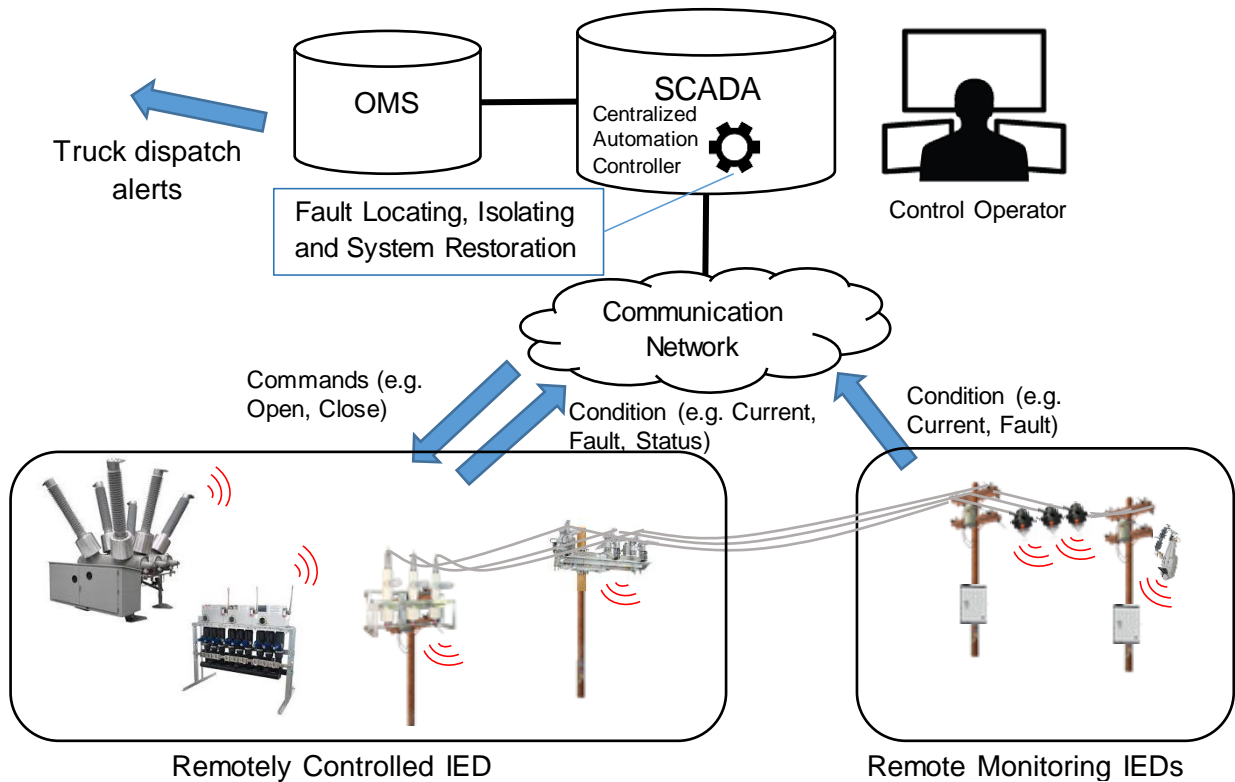 OMS
SCADA
Centralized
Automation
Controller
Truck dispatch
alerts
Control Operator
Fault Locating, Isolating
and System Restoration
Communication
Network
Commands (e.g.
Open, Close)
Condition (e.g. Current,
Fault, Status)
Condition (e.g.
Current, Fault)
Remotely Controlled IED
Remote Monitoring IEDs